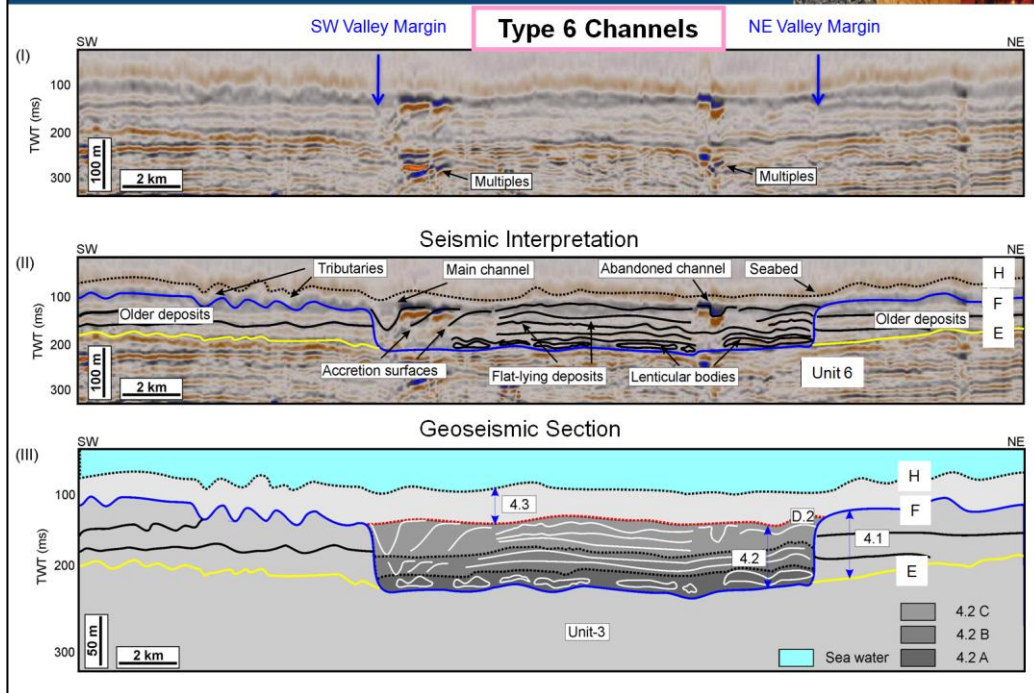 SW Valley Margin
Type 6 Channels
NE Valley Margin
(I)
SW
NE
TWT (ms)
100
200
300
100 m
2 km
Multiples
Multiples
Seismic Interpretation
(II)
SW
NE
Tributaries
Main channel
Abandoned channel
Seabed
H
F
E
TWT (ms)
100
200
300
Older deposits
Older deposits
Accretion surfaces
Flat-lying deposits
Lenticular bodies
Unit 6
100 m
2 km
Geoseismic Section
(III)
SW
NE
TWT (ms)
100
200
300
H
F
E
4.3
D.2
4.2
4.1
Unit-3
50 m
2 km
Sea water
4.2 C
4.2 B
4.2 A